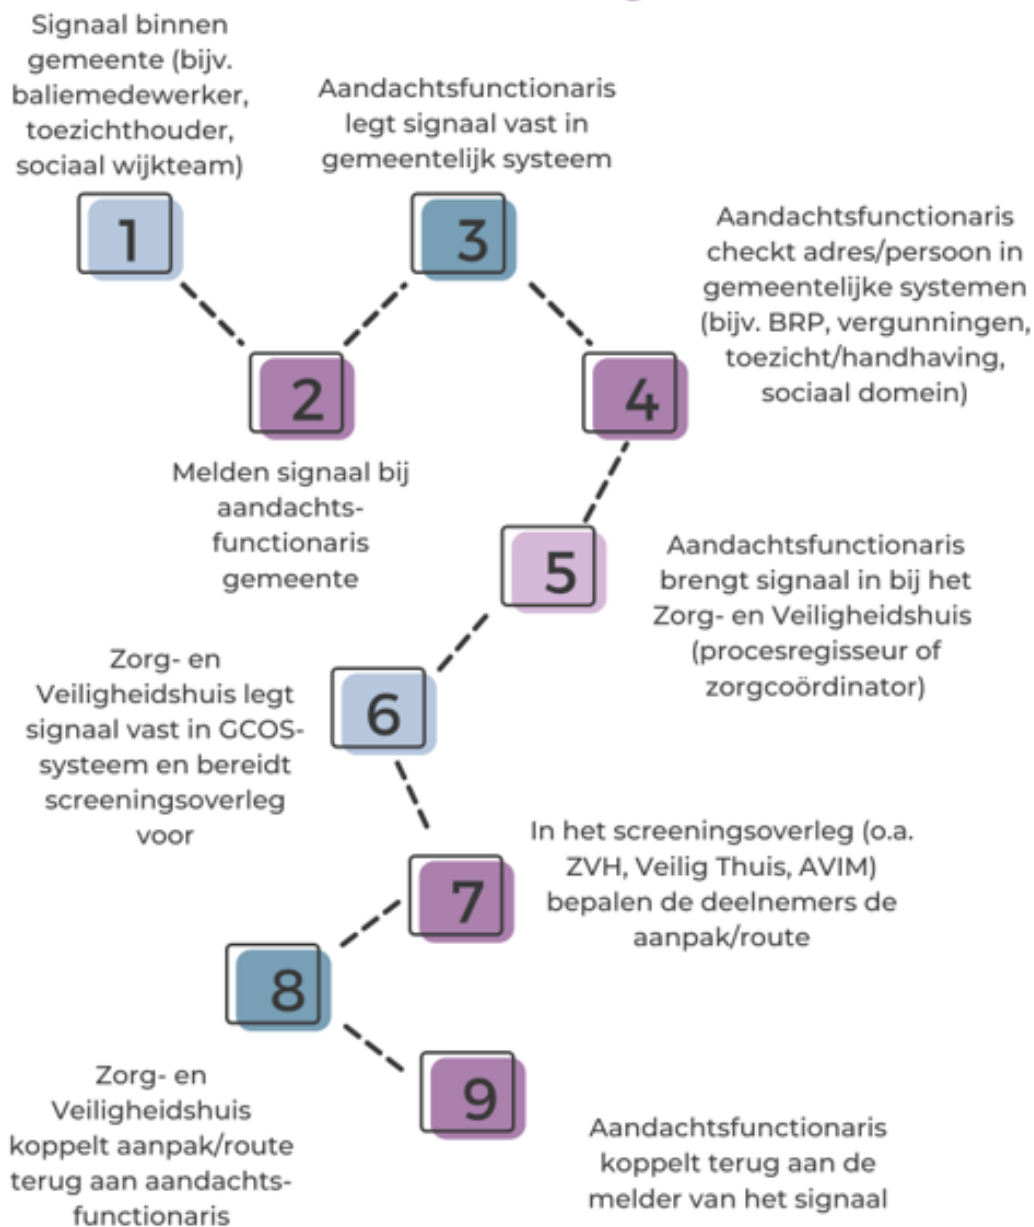 Signaal binnen
gemeente (bijv.
baliemedewerker,
toezichthouder,
sociaal wijkteam)
1
Melden signaal bij
aandachts-
functionaris
gemeente
2
Aandachtsfunctionaris
legt signaal vast in
gemeentelijk systeem
3
Aandachtsfunctionaris
checkt adres/persoon in
gemeentelijke systemen
(bijv. BRP, vergunningen,
toezicht/handhaving,
sociaal domein)
4
5
Aandachtsfunctionaris
brengt signaal in bij het
Zorg- en Veiligheidshuis
(procesregisseur of
zorgcoördinator)
Zorg- en
Veiligheidshuis legt
signaal vast in GCOS-
systeem en bereidt
screeningsoverleg
voor
6
7
In het screeningsoverleg (o.a.
ZVH, Veilig Thuis, AVIM)
bepalen de deelnemers de
aanpak/route
8
Zorg- en
Veiligheidshuis
koppelt aanpak/route
terug aan aandachts-
functionaris
9
Aandachtsfunctionaris
koppelt terug aan de
melder van het signaal